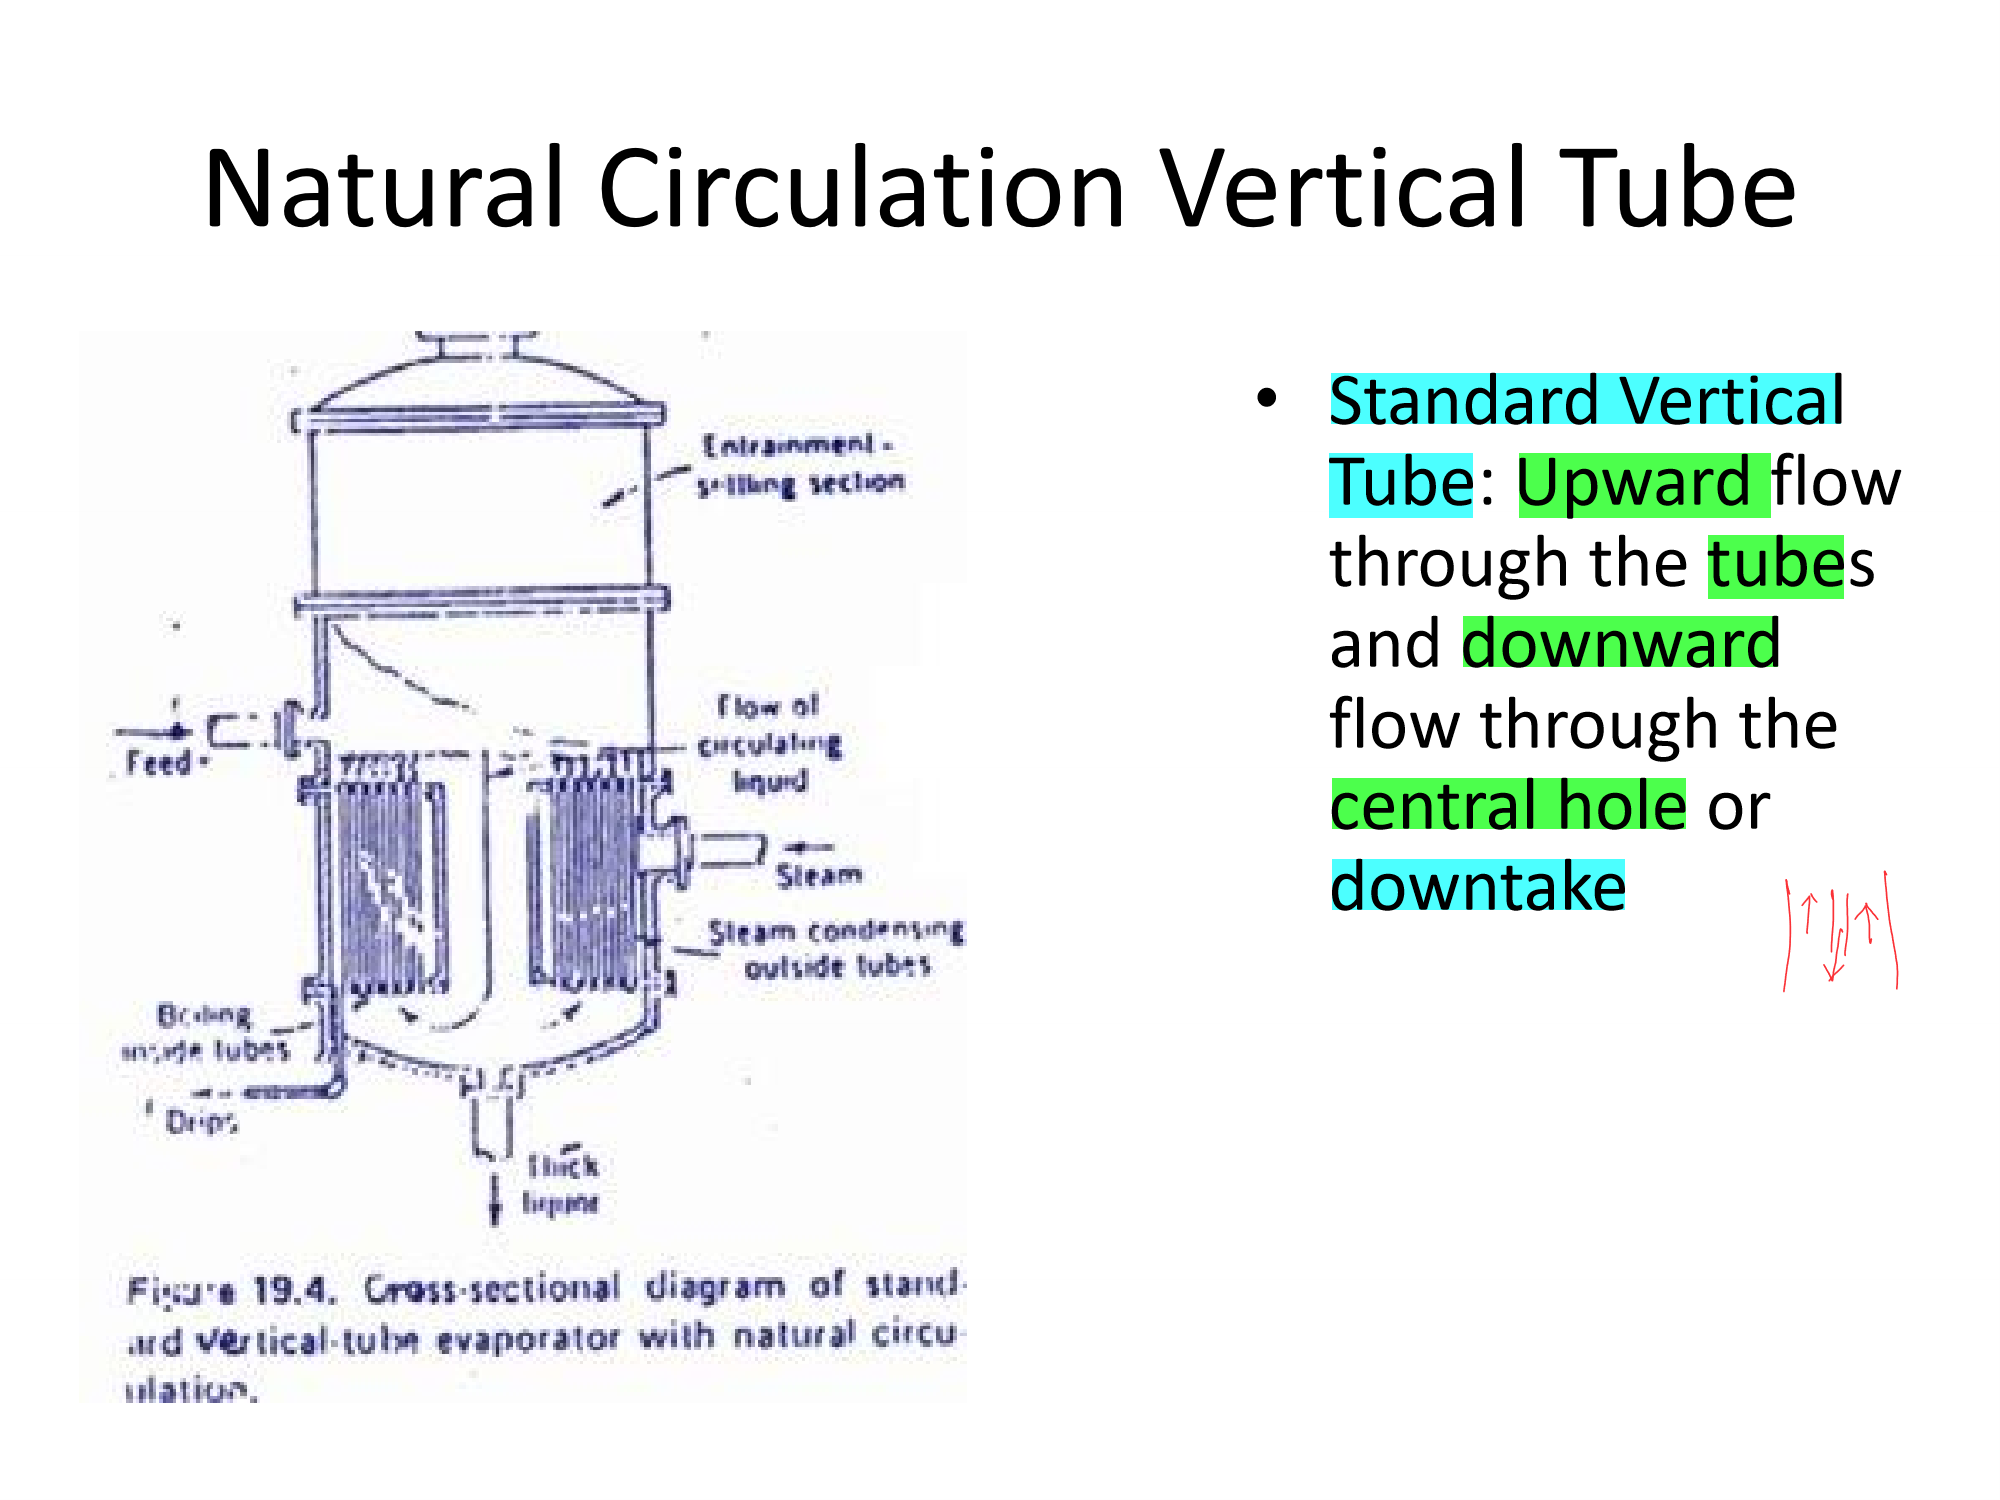 Natural Circulation Vertical Tube
Entrainment-
settling section
Flow of
circulating
liquid
Feed
Steam
Steam condensing
outside tubes
Boiling
inside tubes
Drips
Thick
liquor
Figure 19.4. Cross-sectional diagram of stand-
ard vertical-tube evaporator with natural circu-
ulation.
• Standard Vertical
Tube: Upward flow
through the tubes
and downward
flow through the
central hole or
downtake